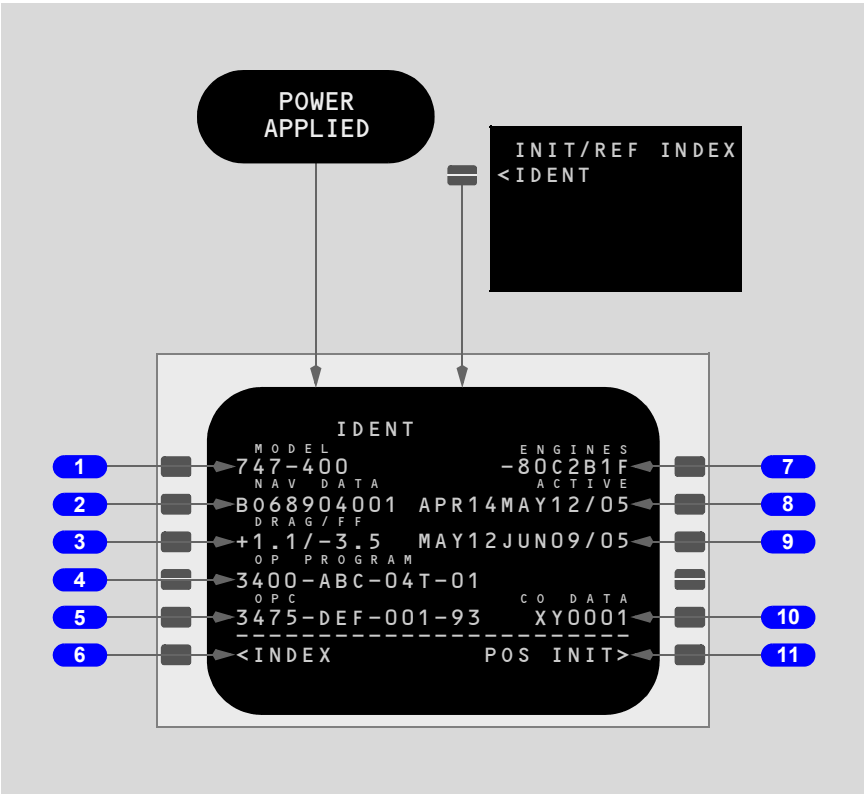 POWER
APPLIED
INIT/REF INDEX
<IDENT
IDENT
MODEL ENGINES
1 747-400 -80C2B1F 7
NAV DATA ACTIVE
2 B068904001 APR14MAY12/05 8
DRAG/FF
3 +1.1/-3.5 MAY12JUN09/05 9
OP PROGRAM
4 3400-ABC-04T-01
OPC CO DATA
5 3475-DEF-001-93 XY0001 10
6 <INDEX POS INIT> 11